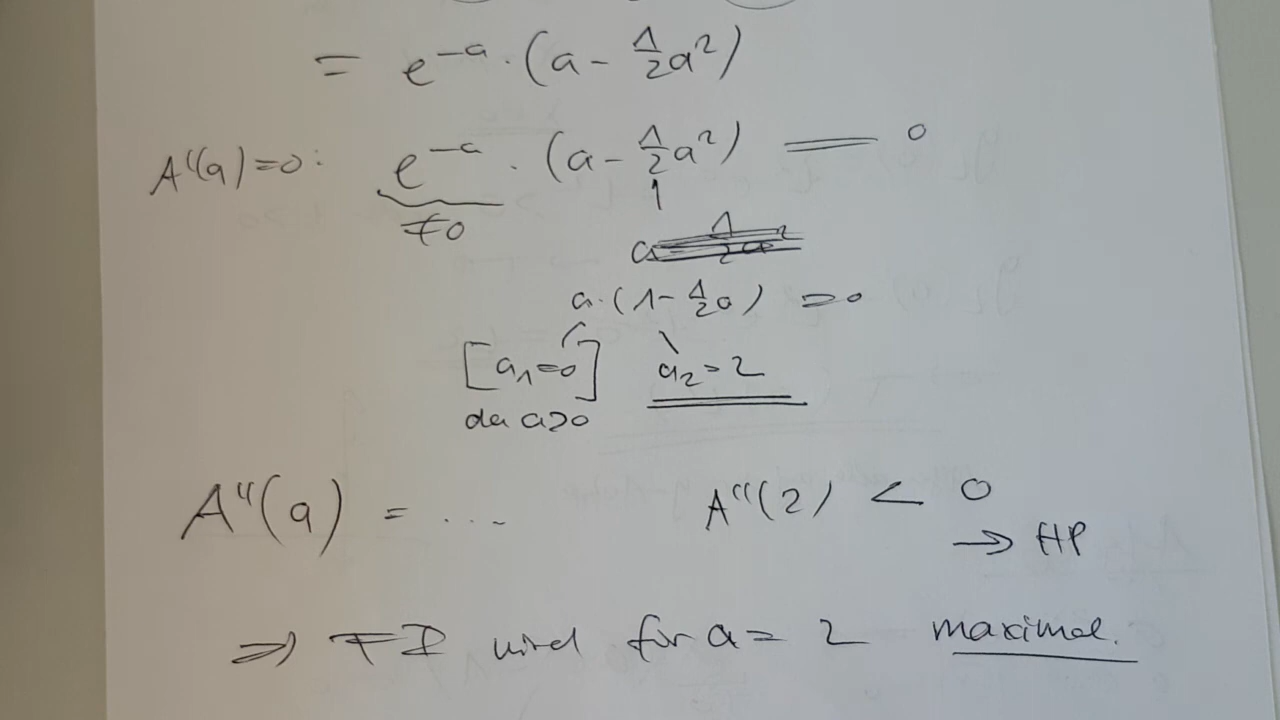 = e^{-a} · (a - 1/2 a²)
A'(a)=0: e^{-a} · (a - 1/2 a²) = 0
≠0
a·(1 - 1/2 a) = 0
[a₁=0] a₂=2
da a>0
A''(a) = ... A''(2) < 0
→ HP
⇒ FI wird für a = 2 maximal.